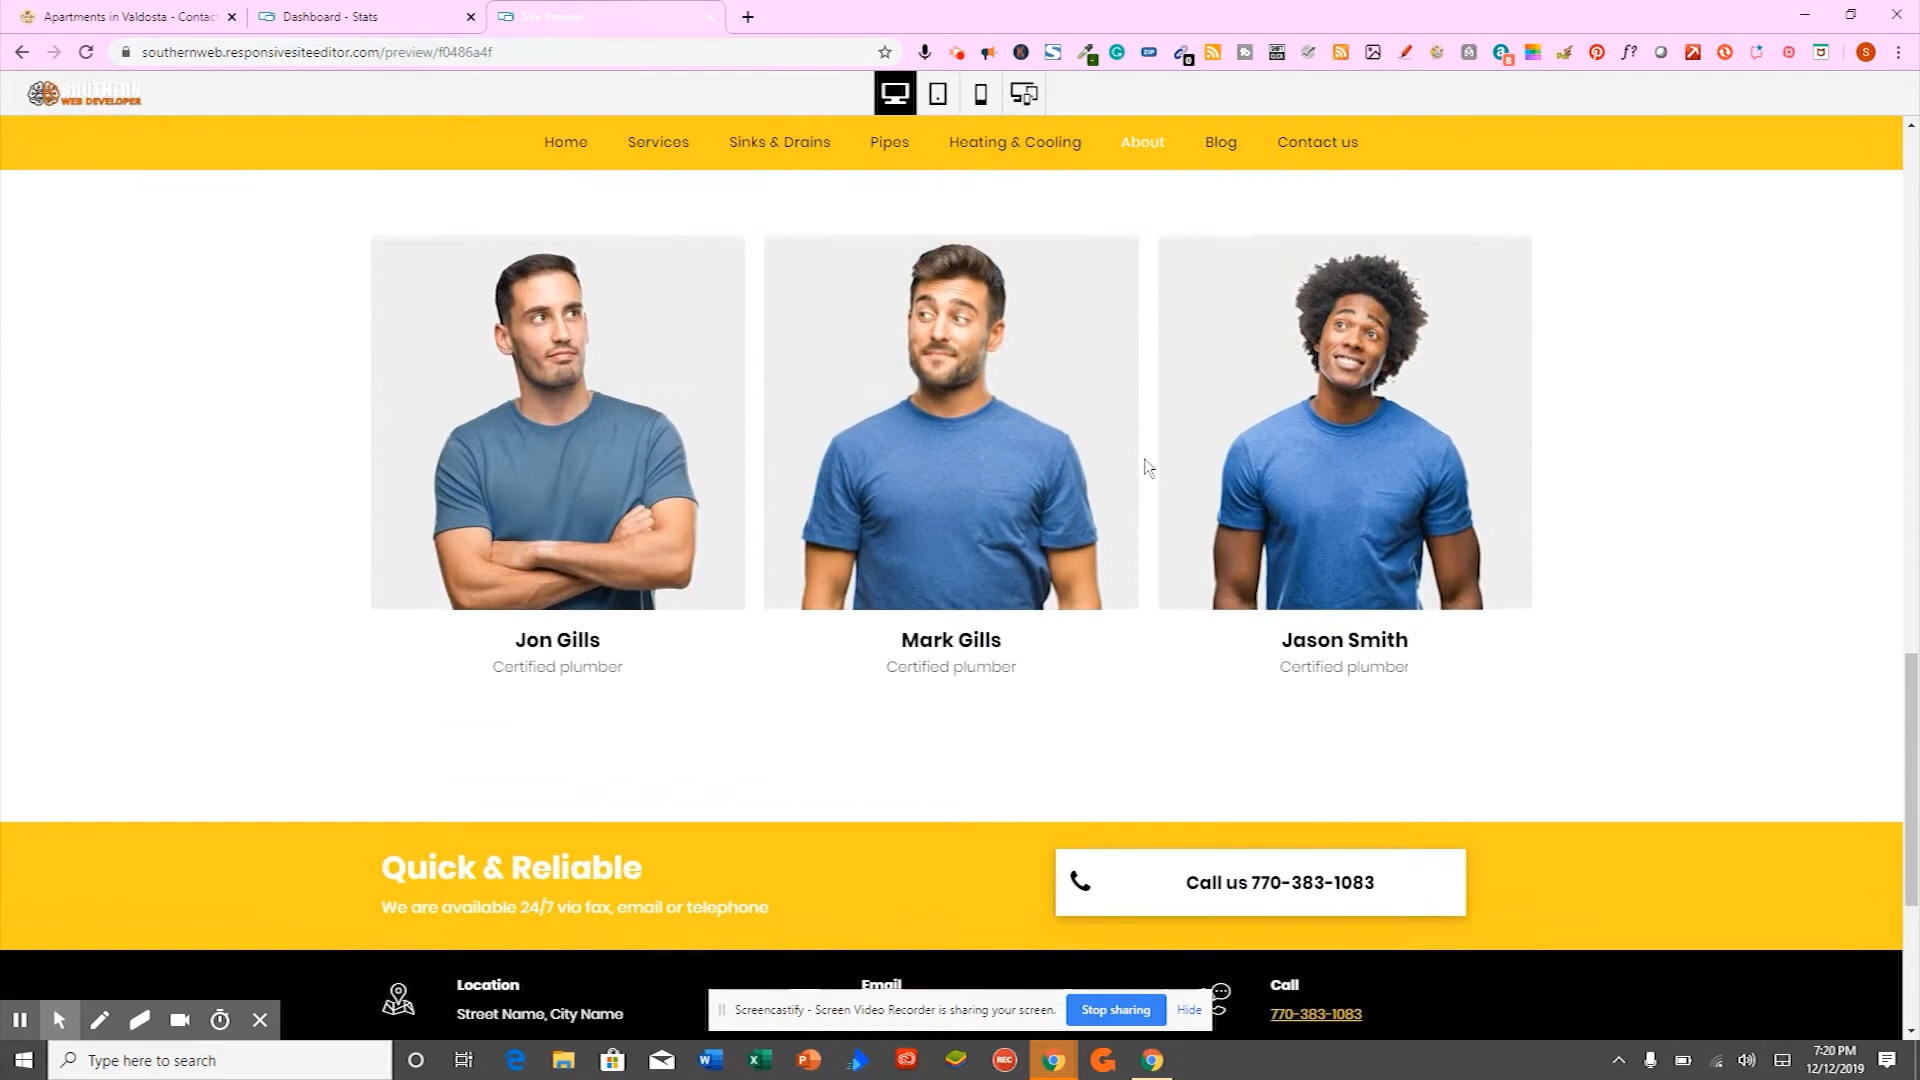 Apartments in Valdosta - Contac
Dashboard - Stats
Site Preview
southernweb.responsivesiteeditor.com/preview/f0486a4f
SOUTHERN
WEB DEVELOPER
Home
Services
Sinks & Drains
Pipes
Heating & Cooling
About
Blog
Contact us
Jon Gills
Certified plumber
Mark Gills
Certified plumber
Jason Smith
Certified plumber
Quick & Reliable
We are available 24/7 via fax, email or telephone
Call us 770-383-1083
Location
Street Name, City Name
Email
Call
770-383-1083
Screencastify - Screen Video Recorder is sharing your screen.
Stop sharing
Hide
Type here to search
REC
7:20 PM
12/12/2019